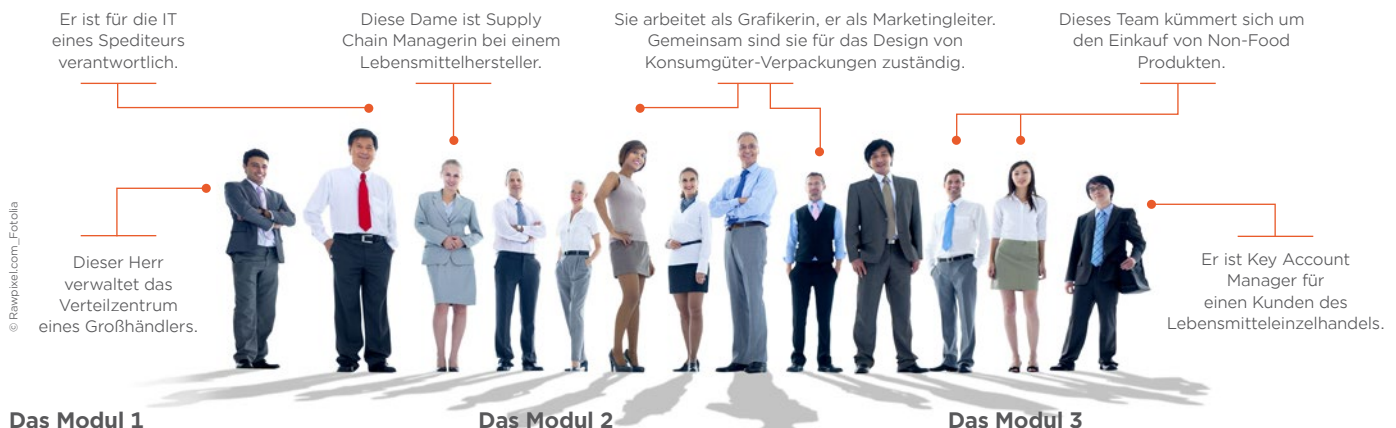 Er ist für die IT
eines Spediteurs
verantwortlich.
Diese Dame ist Supply
Chain Managerin bei einem
Lebensmittelhersteller.
Sie arbeitet als Grafikerin, er als Marketingleiter.
Gemeinsam sind sie für das Design von
Konsumgüter-Verpackungen zuständig.
Dieses Team kümmert sich um
den Einkauf von Non-Food
Produkten.
Dieser Herr
verwaltet das
Verteilzentrum
eines Großhändlers.
Er ist Key Account
Manager für
einen Kunden des
Lebensmitteleinzelhandels.
© Rawpixel.com_Fotolia
Das Modul 1
Das Modul 2
Das Modul 3